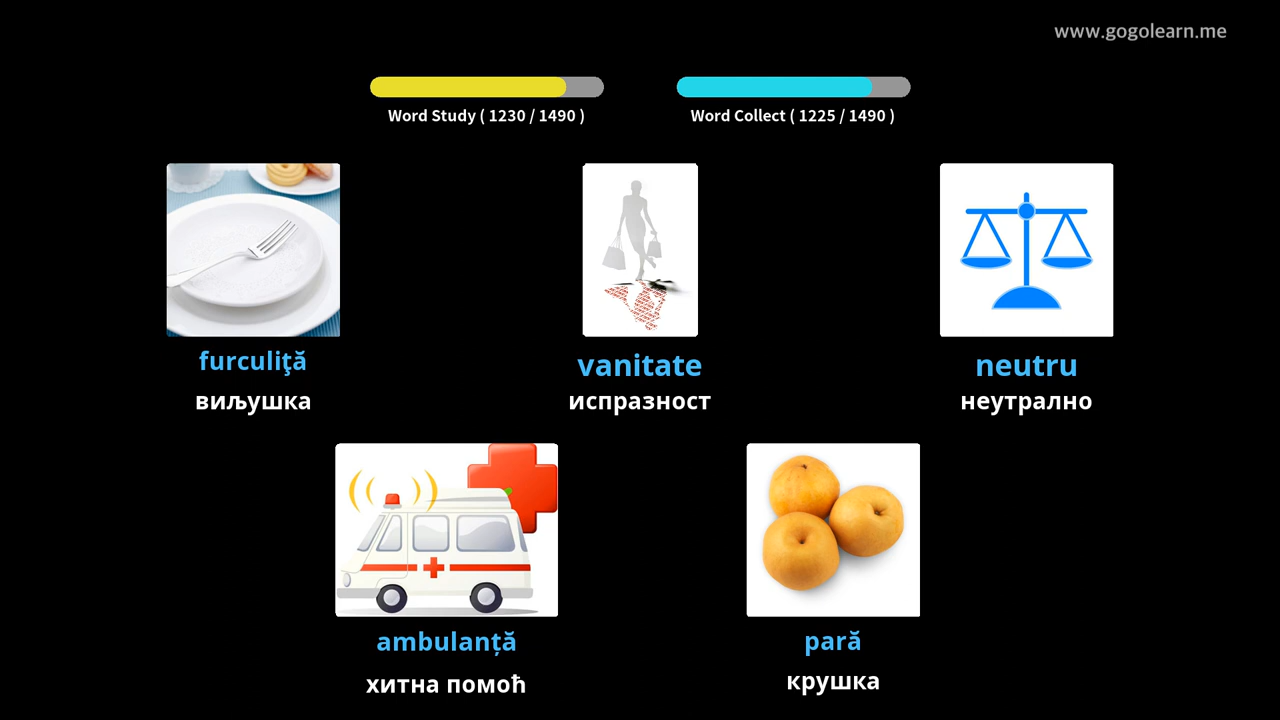 www.gogolearn.me
Word Study ( 1230 / 1490 )
Word Collect ( 1225 / 1490 )
furculiţă
виљушка
vanitate
испразност
neutru
неутрално
ambulanță
хитна помоћ
pară
крушка